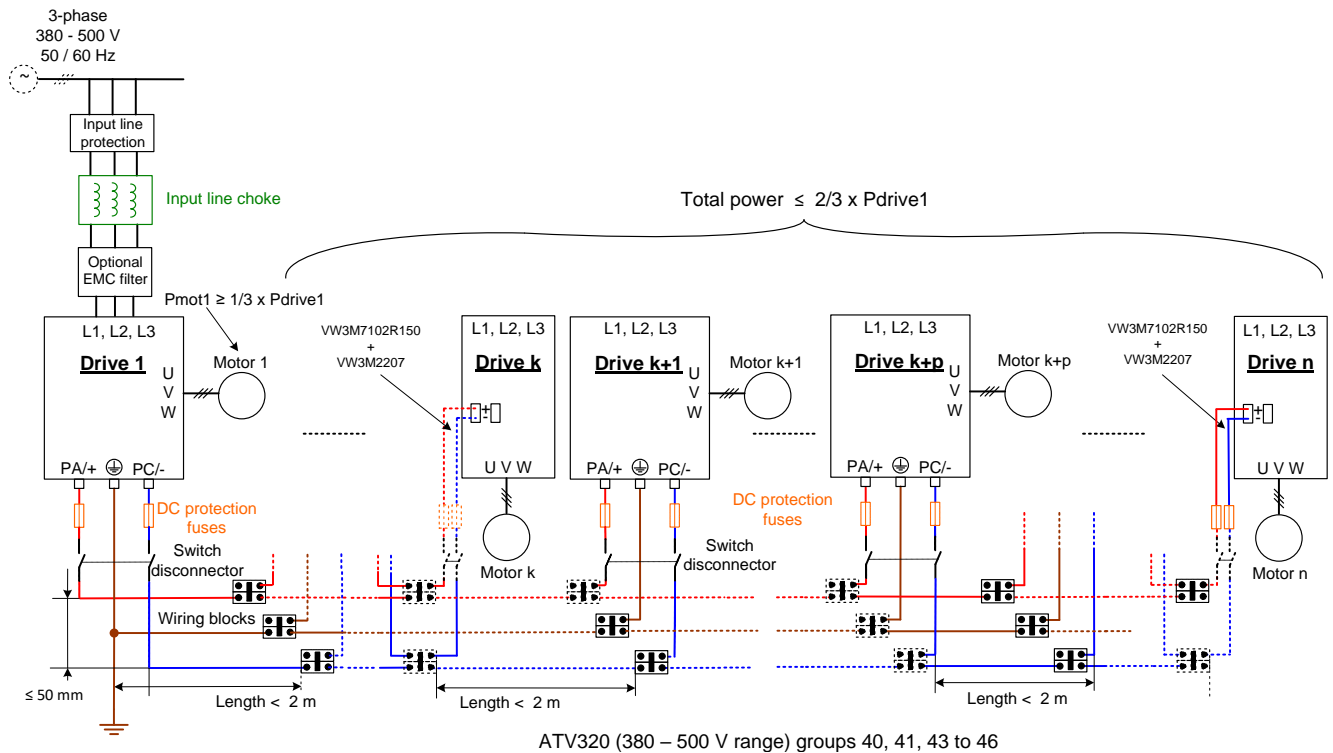 3-phase
380 - 500 V
50 / 60 Hz
~
Input line
protection
Input line choke
Total power ≤ 2/3 x Pdrive1
Optional
EMC filter
Pmot1 ≥ 1/3 x Pdrive1
L1, L2, L3
Drive 1
U
V
W
Motor 1
PA/+
PC/-
VW3M7102R150
+
VW3M2207
L1, L2, L3
Drive k
+
-
U V W
Motor k
L1, L2, L3
Drive k+1
U
V
W
Motor k+1
PA/+
PC/-
L1, L2, L3
Drive k+p
U
V
W
Motor k+p
PA/+
PC/-
VW3M7102R150
+
VW3M2207
L1, L2, L3
Drive n
+
-
U V W
Motor n
DC protection
fuses
DC protection
fuses
Switch
disconnector
Switch
disconnector
Wiring blocks
≤ 50 mm
Length < 2 m
Length < 2 m
Length < 2 m
ATV320 (380 – 500 V range) groups 40, 41, 43 to 46